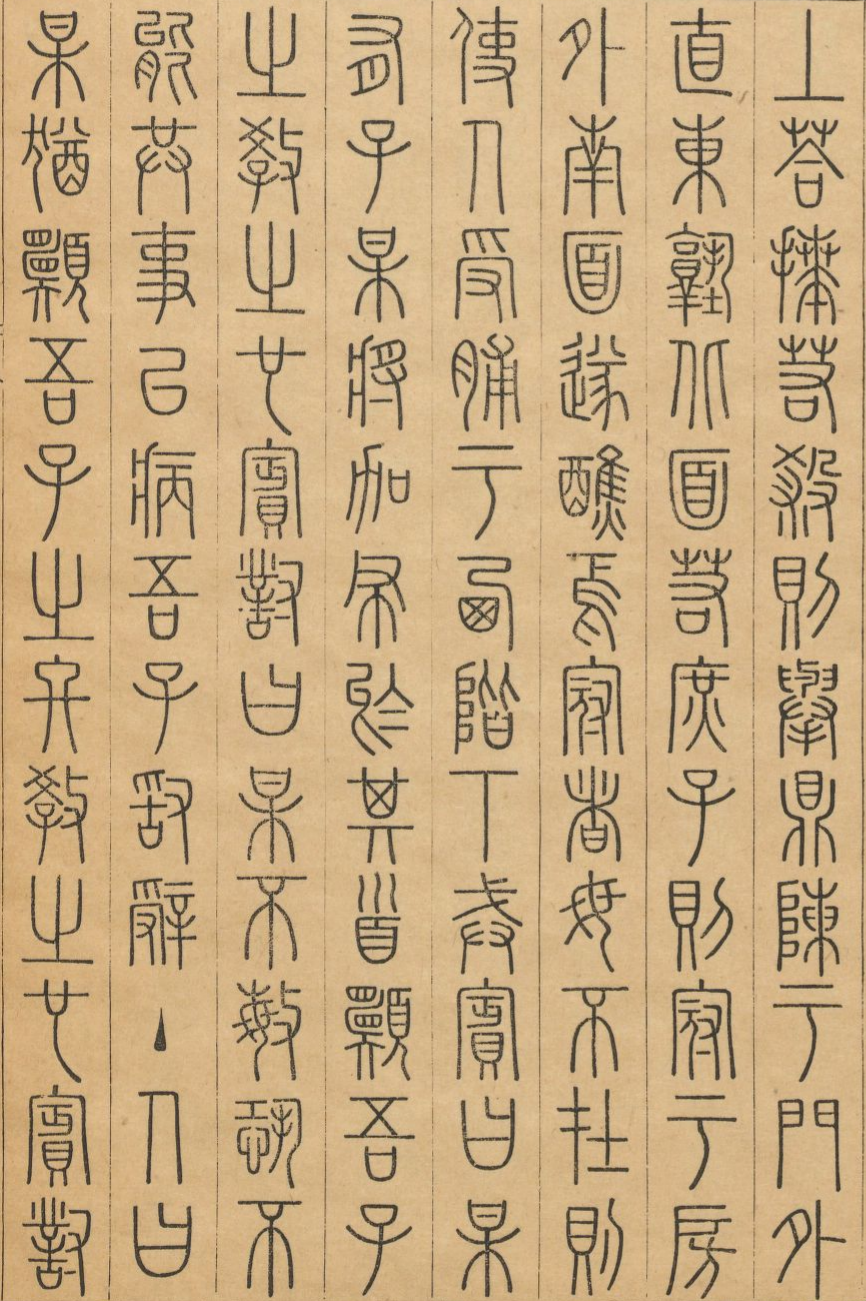 上荅拜若殺則舉鼎陳于門外
直東塾北面若庶子則冠于房
外南面遂醮焉冠者母不在則
使人受脯于西階下戒賓曰某
有子某將加布於其首願吾子
之教之也賓對曰某不敏恐不
能共事以病吾子敢辭主人曰
某猶願吾子之終教之也賓對